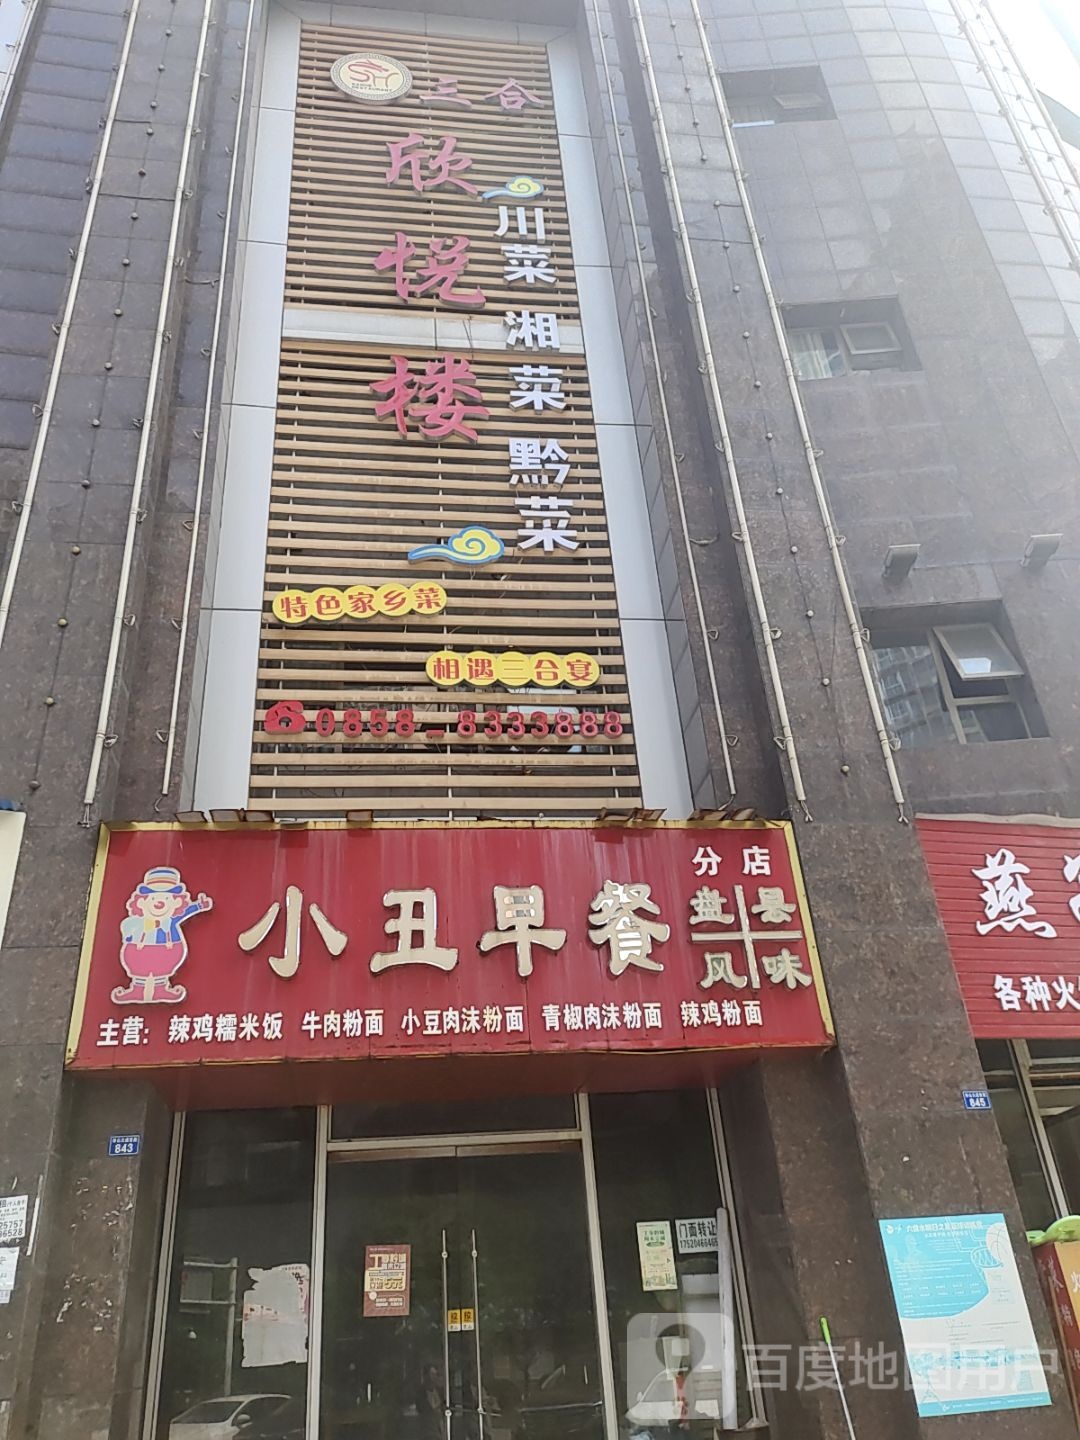 SH
三合
欣悦楼
川菜 湘菜 黔菜
特色家乡菜
相遇三合宴
0858-8333888
分店
小丑早餐
盘县
风味
主营: 辣鸡糯米饭 牛肉粉面 小豆肉沫粉面 青椒肉沫粉面 辣鸡粉面
燕
各种火
843
845
门面转让
百度地图用户